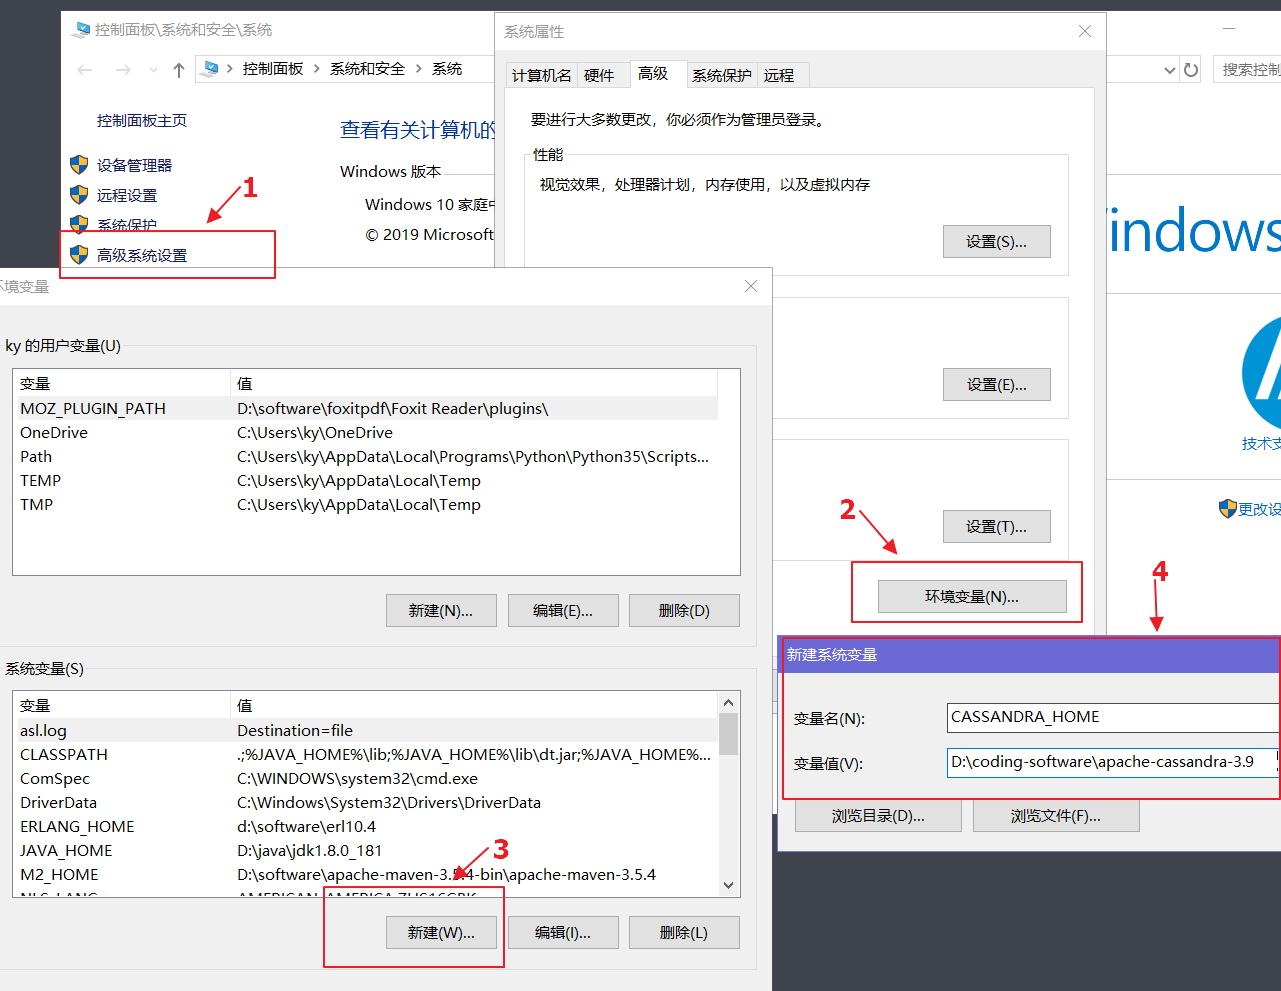 控制面板\系统和安全\系统
控制面板 > 系统和安全 > 系统
搜索控制
控制面板主页
设备管理器
远程设置
系统保护
高级系统设置
1
查看有关计算机的
Windows 版本
Windows 10 家庭
© 2019 Microsoft
系统属性
计算机名 硬件 高级 系统保护 远程
要进行大多数更改，你必须作为管理员登录。
性能
视觉效果，处理器计划，内存使用，以及虚拟内存
设置(S)...
设置(E)...
设置(T)...
2
环境变量(N)...
indows
技术支
更改设
环境变量
ky 的用户变量(U)
变量 值
MOZ_PLUGIN_PATH D:\software\foxitpdf\Foxit Reader\plugins\
OneDrive C:\Users\ky\OneDrive
Path C:\Users\ky\AppData\Local\Programs\Python\Python35\Scripts...
TEMP C:\Users\ky\AppData\Local\Temp
TMP C:\Users\ky\AppData\Local\Temp
新建(N)... 编辑(E)... 删除(D)
系统变量(S)
变量 值
asl.log Destination=file
CLASSPATH .;%JAVA_HOME%\lib;%JAVA_HOME%\lib\dt.jar;%JAVA_HOME%...
ComSpec C:\WINDOWS\system32\cmd.exe
DriverData C:\Windows\System32\Drivers\DriverData
ERLANG_HOME d:\software\erl10.4
JAVA_HOME D:\java\jdk1.8.0_181
M2_HOME D:\software\apache-maven-3.5.4-bin\apache-maven-3.5.4
NLS_LANG AMERICAN_AMERICA.ZHS16GBK
3
新建(W)... 编辑(I)... 删除(L)
4
新建系统变量
变量名(N): CASSANDRA_HOME
变量值(V): D:\coding-software\apache-cassandra-3.9
浏览目录(D)... 浏览文件(F)...